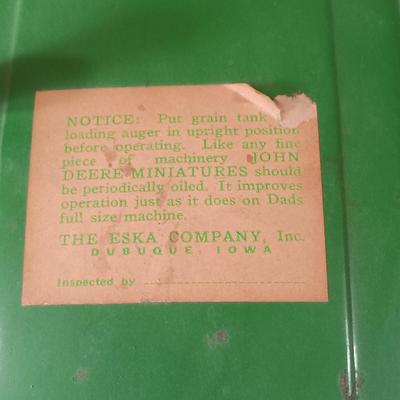 NOTICE: Put grain tank
loading auger in upright position
before operating. Like any fine
piece of machinery JOHN
DEERE MINIATURES should
be periodically oiled. It improves
operation just as it does on Dads
full size machine.
THE ESKA COMPANY, Inc.
DUBUQUE, IOWA
Inspected by